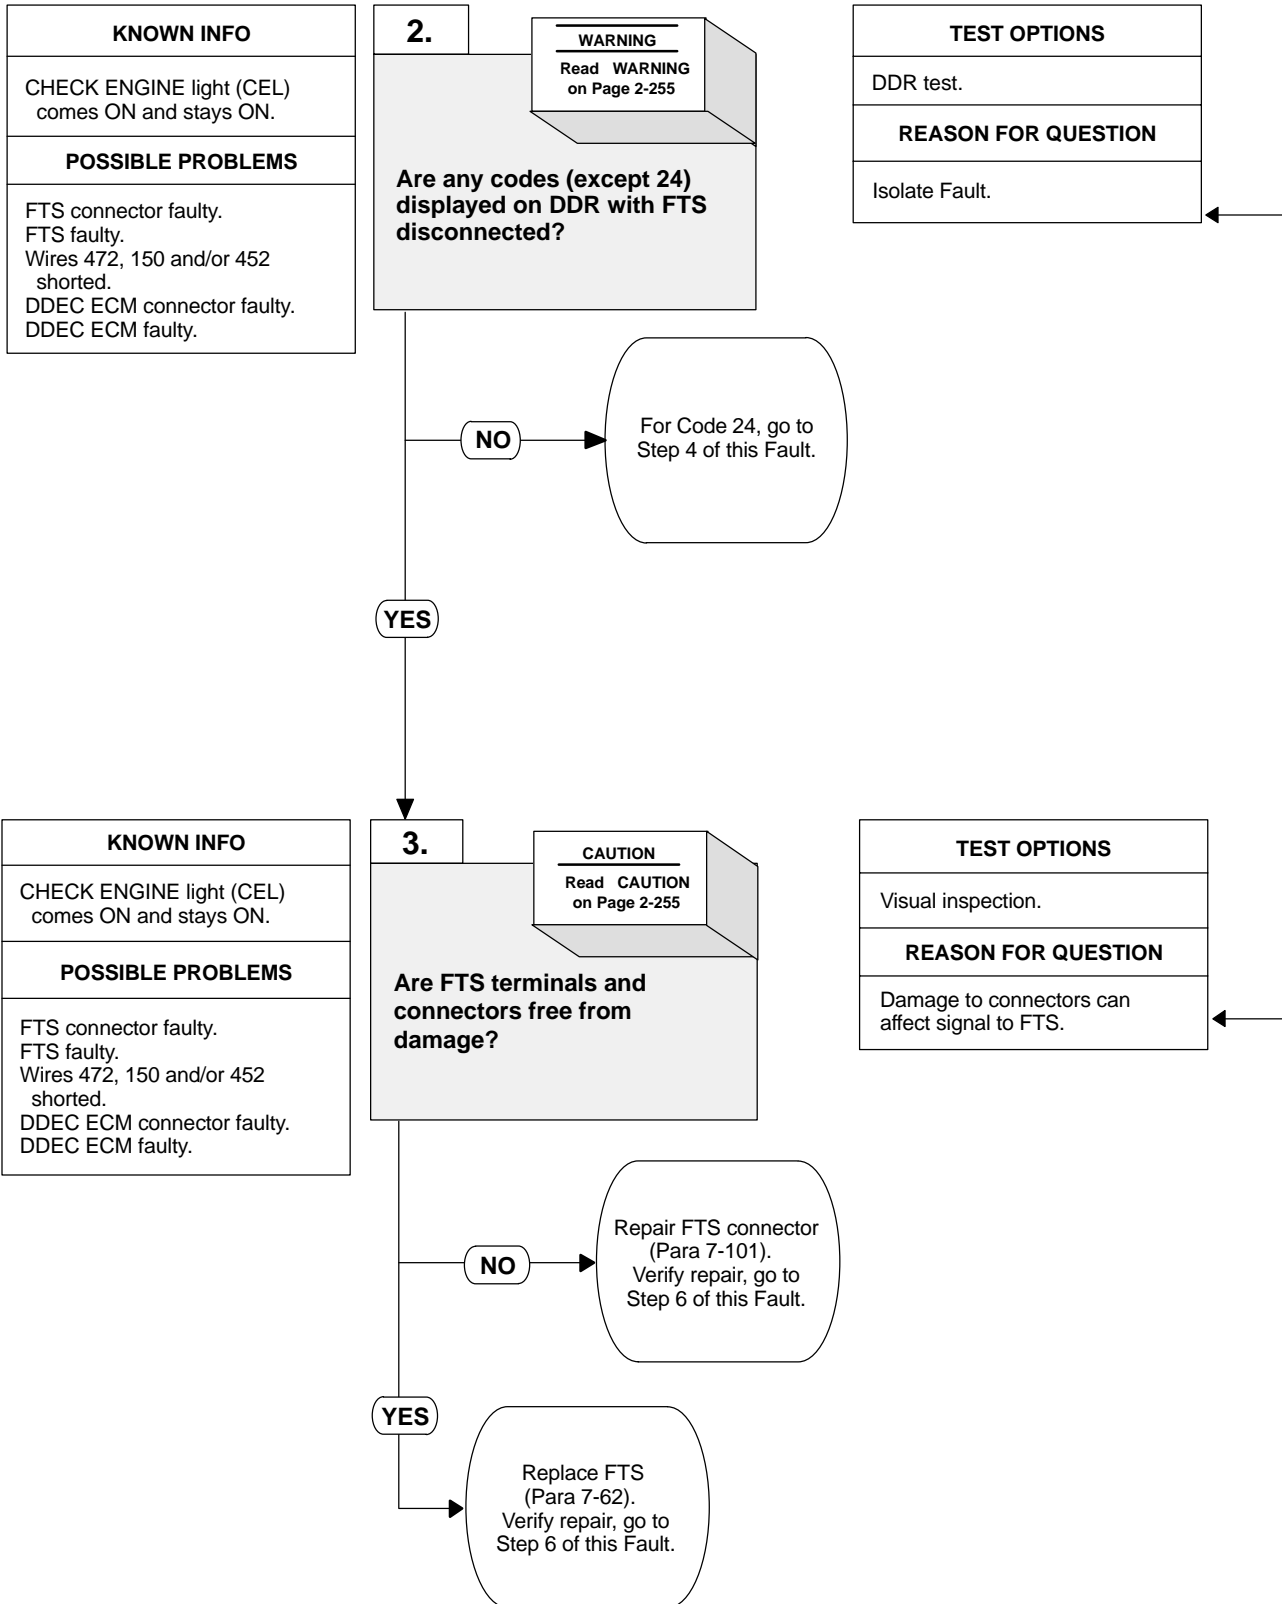 KNOWN INFO
CHECK ENGINE light (CEL)
comes ON and stays ON.
POSSIBLE PROBLEMS
FTS connector faulty.
FTS faulty.
Wires 472, 150 and/or 452
shorted.
DDEC ECM connector faulty.
DDEC ECM faulty.
2.
WARNING
Read WARNING
on Page 2-255
Are any codes (except 24)
displayed on DDR with FTS
disconnected?
TEST OPTIONS
DDR test.
REASON FOR QUESTION
Isolate Fault.
NO
For Code 24, go to
Step 4 of this Fault.
YES
KNOWN INFO
CHECK ENGINE light (CEL)
comes ON and stays ON.
POSSIBLE PROBLEMS
FTS connector faulty.
FTS faulty.
Wires 472, 150 and/or 452
shorted.
DDEC ECM connector faulty.
DDEC ECM faulty.
3.
CAUTION
Read CAUTION
on Page 2-255
Are FTS terminals and
connectors free from
damage?
TEST OPTIONS
Visual inspection.
REASON FOR QUESTION
Damage to connectors can
affect signal to FTS.
NO
Repair FTS connector
(Para 7-101).
Verify repair, go to
Step 6 of this Fault.
YES
Replace FTS
(Para 7-62).
Verify repair, go to
Step 6 of this Fault.